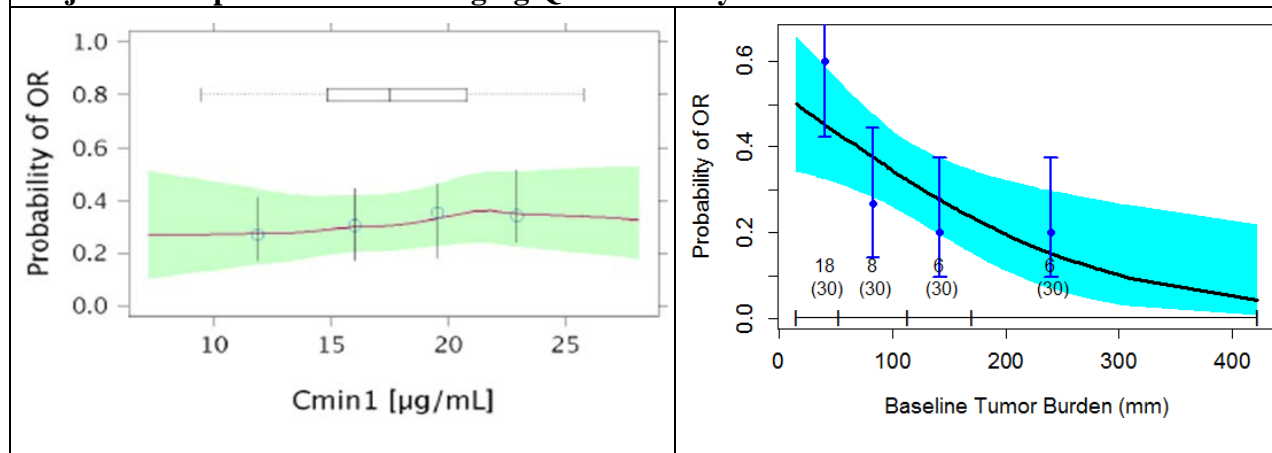 Probability of OR
1.0
0.8
0.6
0.4
0.2
0.0
10 15 20 25
Cmin1 [µg/mL]
Probability of OR
0.6
0.4
0.2
0.0
18 8 6 6
(30) (30) (30) (30)
0 100 200 300 400
Baseline Tumor Burden (mm)